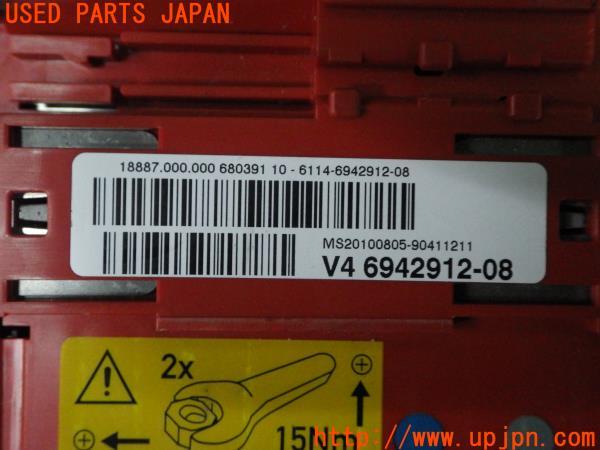 USED PARTS JAPAN
18887.000.000 680391 10 - 6114-6942912-08
MS20100805-90411211
V4 6942912-08
2x
15Nm
www.upjpn.com